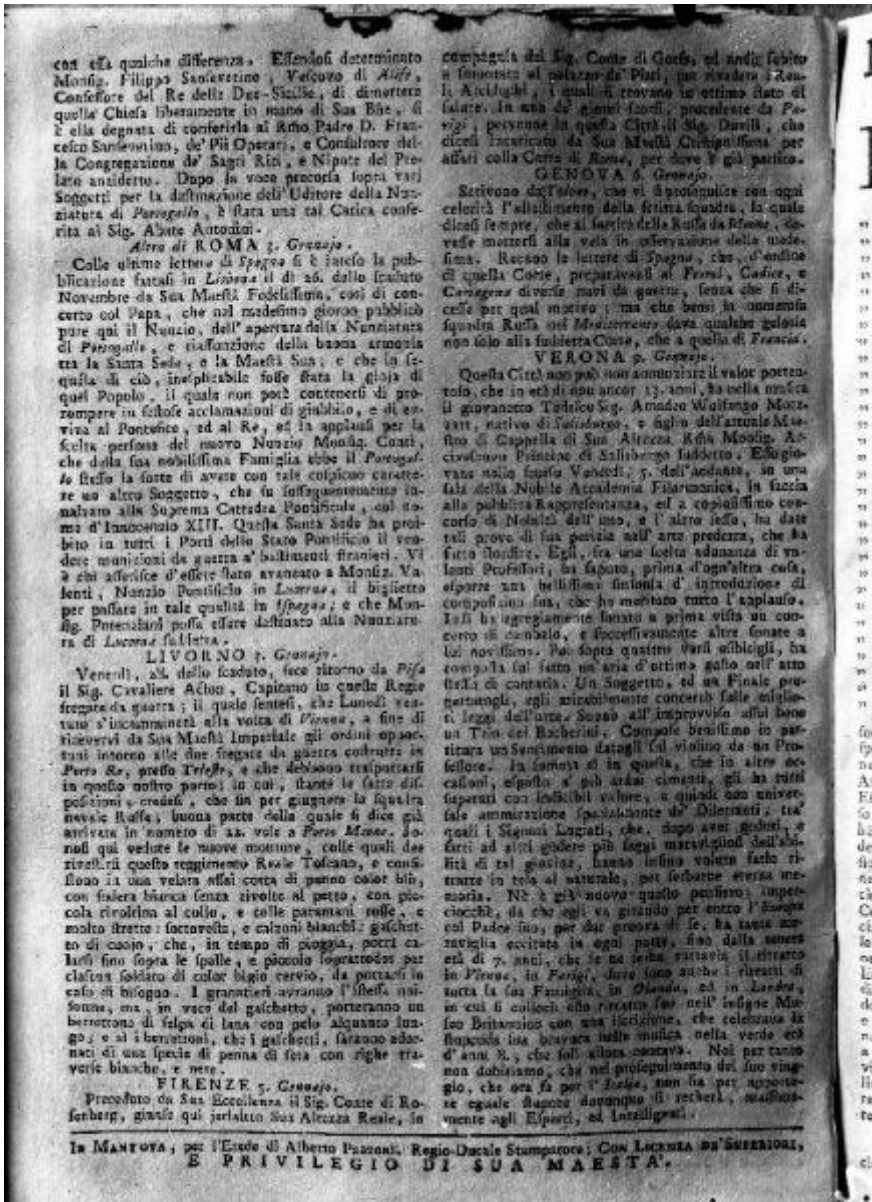 con essa qualche differenza. Essendosi determinato
Monsig. Filippo Sanseverino, Vescovo di Alife,
Confessore del Re delle Due-Sicilie, di dimettere
quella Chiesa liberamente in mano di Sua Bne, si
è ella degnata di conferirla al Rmo Padre D. Fran-
cesco Sanseverino, de' Pii Operarj, e Consultore del-
la Congregazione de' Sagri Riti, e Nipote del Pre-
lato anzidetto. Dopo la voce precorsa sopra varj
Soggetti per la destinazione dell'Uditore della Nun-
ziatura di Portogallo, è stata una tal Carica confe-
rita al Sig. Abate Antonini.
Altra di ROMA 3. Gennajo.
Colle ultime lettere di Spagna si è inteso la pub-
blicazione fattasi in Lisbona il dì 26. dello scaduto
Novembre da Sua Maestà Fedelissima, così di con-
certo col Papa, che nel medesimo giorno pubblicò
pure qui il Nunzio, dell'apertura della Nunziatura
di Portogallo, e riassunzione della buona armonia
tra la Santa Sede, e la Maestà Sua; e che in se-
quela di ciò, inesplicabile fosse stata la gioja di
quel Popolo, il quale non potè contenersi di pro-
rompere in festose acclamazioni di giubbilo, e di ev-
viva al Pontefice, ed al Re, ed in applausi per la
scelta persona del nuovo Nunzio Monsig. Conti,
che della sua nobilissima Famiglia ebbe il Portogal-
lo stesso la sorte di avere con tale cospicuo caratte-
re un altro Soggetto, che fu susseguentemente in-
nalzato alla Suprema Cattedra Pontificale, col no-
me d'Innocenzio XIII. Questa Santa Sede ha proi-
bito in tutti i Porti dello Stato Pontificio il ven-
dere munizioni da guerra a' bastimenti stranieri. Vi
è chi asserisce d'essere stato avanzato a Monsig. Va-
lenti, Nunzio Pontificio in Lucerna, il biglietto
per passare in tale qualità in Ispagna; e che Mon-
sig. Potenziani possa essere destinato alla Nunziatu-
ra di Lucerna suddetta.
LIVORNO 5. Gennajo.
Venerdì, 28. dello scaduto, fece ritorno da Pisa
il Sig. Cavaliere Acton, Capitano in queste Regie
fregate da guerra; il quale sentesi, che Lunedì ven-
turo s'incamminerà alla volta di Vienna, a fine di
ricevervi da Sua Maestà Imperiale gli ordini oppor-
tuni intorno alle due fregate da guerra costrutte in
Porto Re, presso Trieste, e che debbono trasportarsi
in questo nostro porto; in cui, stante le fatte dis-
posizioni, credesi, che sia per giugnere la squadra
navale Russa, buona parte della quale si dice già
arrivata in numero di 22. vele a Porto Maone. So-
nosi qui vedute le nuove monture, colle quali dee
rivestirsi questo reggimento Reale Toscano, e consi-
stono in una velata assai corta di panno color blù,
con fodera bianca senza rivolte al petto, con pic-
cola rivoltina al collo, e colle paramani rosse, e
molto strette: sottovesta, e calzoni bianchi: gaschet-
to di cuojo, che, in tempo di pioggia, potrà ca-
larsi fino sopra le spalle, e piccolo soprattodos per
ciascun soldato di color bigio cervio, da portarsi in
caso di bisogno. I granatieri avranno l'istessa uni-
forme, ma, in vece del gaschetto, porteranno un
berrettone di felpa di lana con pelo alquanto lun-
go, e sì i berrettoni, che i gaschetti, saranno ador-
nati di una specie di penna di seta con righe tra-
verse bianche, e nere.
FIRENZE 5. Gennajo.
Preceduto da Sua Eccellenza il Sig. Conte di Ro-
senberg, giunse qui jerlaltro Sua Altezza Reale, in
compagnia del Sig. Conte di Goess, ed andò subito
a smontare al palazzo de' Pitti, per rivedere i Rea-
li Arciduchi, i quali si trovano in ottimo stato di
salute. In uno de' giorni scorsi, procedente da Pa-
rigi, pervenne in questa Città il Sig. Duvill, che
dicesi incaricato da Sua Maestà Cristianissima per
affari colla Corte di Roma, per dove è già partito.
GENOVA 6. Gennajo.
Scrivono da Tolone, che vi si proseguisce con ogni
celerità l'allestimento della scritta squadra, la quale
dicesi sempre, che al sortire della Russa da Maone, do-
vesse mettersi alla vela in osservazione della mede-
sima. Recano le lettere di Spagna, che, d'ordine
di quella Corte, preparavansi al Ferrol, Cadice, e
Cartagena diverse navi da guerra, senza che si di-
cesse per qual motivo; ma che bensì la numerosa
squadra Russa nel Mediterraneo dava qualche gelosia
non solo alla suddetta Corte, che a quella di Francia.
VERONA 9. Gennajo.
Questa Città non può non annunziare il valor porten-
toso, che in età di non ancor 13. anni, ha nella musica
il giovanetto Tedesco Sig. Amadeo Wolfango Motz-
zart, nativo di Salisburgo, e figlio dell'attuale Mae-
stro di Cappella di Sua Altezza Rma Monsig. Ar-
civescovo Principe di Salisburgo suddetto. Esso gio-
vane nello scorso Venerdì, 5. dell'andante, in una
sala della Nobile Accademia Filarmonica, in faccia
alla pubblica Rappresentanza, ed a copiosissimo con-
corso di Nobiltà dell'uno, e l'altro sesso, ha date
tali prove di sua perizia nell'arte predetta, che ha
fatto stordire. Egli, fra una scelta adunanza di va-
lenti Professori, ha saputo, prima d'ogn'altra cosa,
esporre una bellissima sinfonia d'introduzione di
composizion sua, che ha meritato tutto l'applauso.
Indi ha egregiamente sonato a prima vista un con-
certo di cembalo, e successivamente altre sonate a
lui novissime. Poi sopra quattro versi esibitigli, ha
composta sul fatto un'aria d'ottimo gusto nell'atto
stesso di cantarla. Un Soggetto, ed un Finale pro-
gettatogli, egli mirabilmente concertò sulle miglio-
ri leggi dell'arte. Sonò all'improvviso assai bene
un Trio del Bocherini. Compose benissimo in par-
titura un Sentimento datogli sul violino da un Pro-
fessore. In somma sì in questa, che in altre oc-
casioni, esposto a' più ardui cimenti, gli ha tutti
superati con indicibil valore, e quindi con univer-
sale ammirazione specialmente de' Dilettanti, tra'
quali i Signori Lugiati, che, dopo aver goduti, e
fatti ad altri godere più saggi maravigliosi dell'abi-
lità di tal giovine, hanno infine voluto farlo ri-
trarre in tela al naturale, per serbarne eterna me-
moria. Nè è già nuovo questo pensiero; imper-
ciocchè, da che egli va girando per entro l'Europa
col Padre suo, per dar prova di se, ha tanta ma-
raviglia eccitata in ogni parte, fino dalla tenera
età di 7. anni, che se ne serba tuttavia il ritratto
in Vienna, in Parigi, dove sono anche i ritratti di
tutta la sua Famiglia, in Olanda, ed in Londra,
in cui si collocò esso ritratto suo nell'insigne Mu-
seo Britannico con una iscrizione, che celebrava la
stupenda sua bravura nella musica nella verde età
d'anni 8., che soli allora contava. Noi per tanto
non dubitiamo, che nel proseguimento del suo viag-
gio, che ora fa per l'Italia, non sia per apporta-
re eguale stupore dovunque si recherà, massima-
mente agli Esperti, ed Intelligenti.
In MANTOVA, per l'Erede di Alberto Pazzoni, Regio-Ducale Stampatore; CON LICENZA DE' SUPERIORI,
E PRIVILEGIO DI SUA MAESTA'.